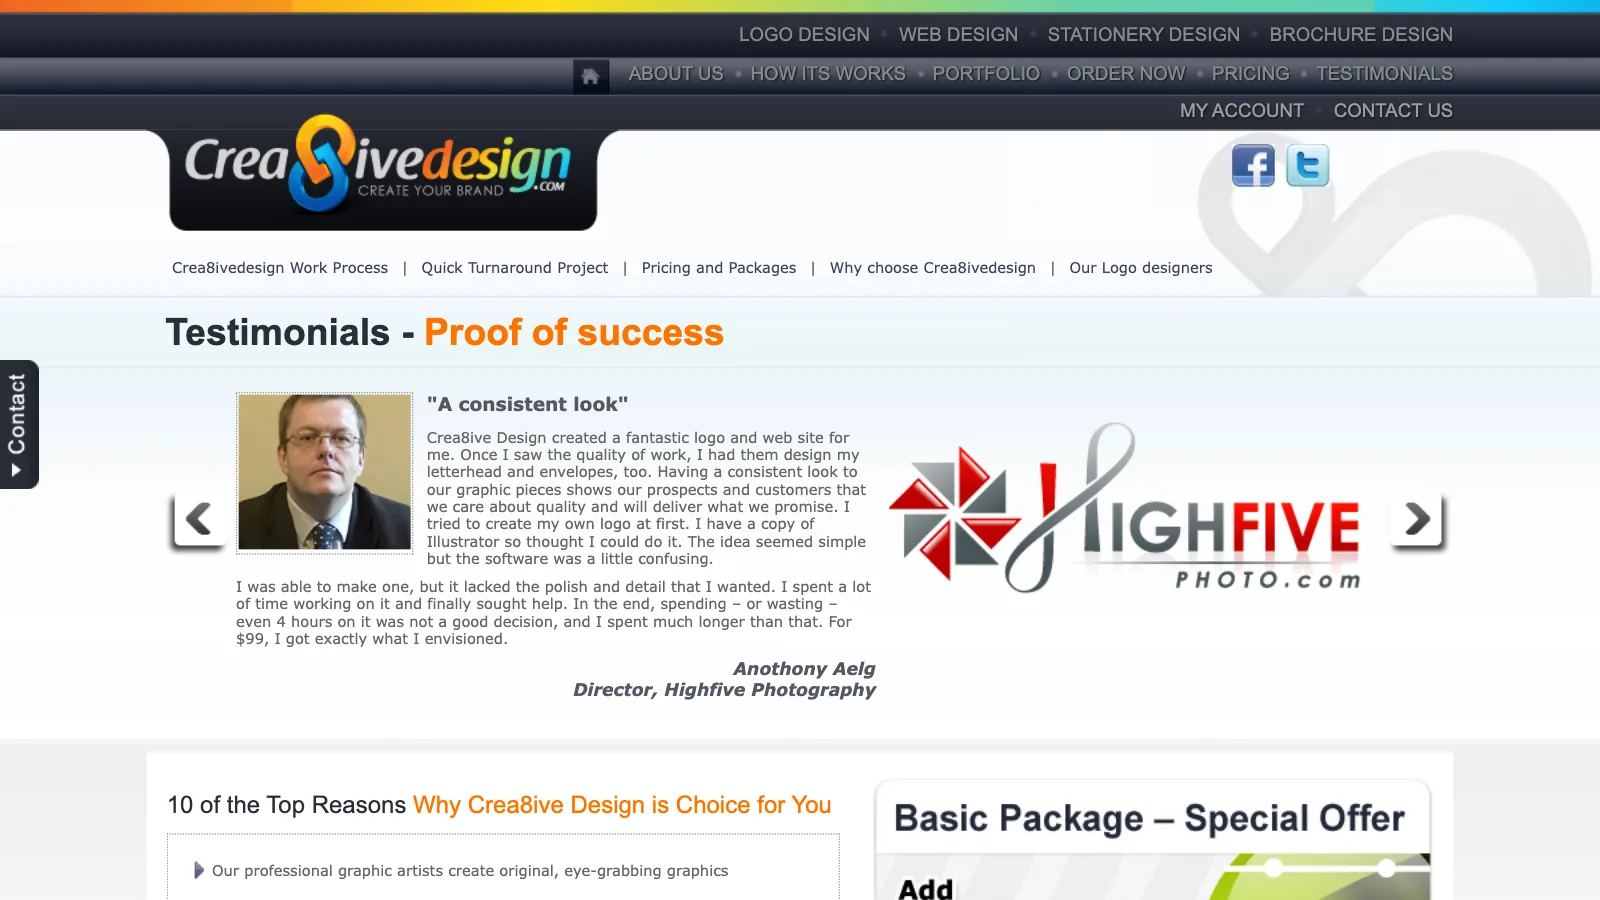 LOGO DESIGN WEB DESIGN STATIONERY DESIGN BROCHURE DESIGN
ABOUT US HOW ITS WORKS PORTFOLIO ORDER NOW PRICING TESTIMONIALS
MY ACCOUNT CONTACT US
Crea8ivedesign.COM
CREATE YOUR BRAND
Crea8ivedesign Work Process | Quick Turnaround Project | Pricing and Packages | Why choose Crea8ivedesign | Our Logo designers
Testimonials - Proof of success
Contact
"A consistent look"
Crea8ive Design created a fantastic logo and web site for
me. Once I saw the quality of work, I had them design my
letterhead and envelopes, too. Having a consistent look to
our graphic pieces shows our prospects and customers that
we care about quality and will deliver what we promise. I
tried to create my own logo at first. I have a copy of
Illustrator so thought I could do it. The idea seemed simple
but the software was a little confusing.
I was able to make one, but it lacked the polish and detail that I wanted. I spent a lot
of time working on it and finally sought help. In the end, spending – or wasting –
even 4 hours on it was not a good decision, and I spent much longer than that. For
$99, I got exactly what I envisioned.
Anothony Aelg
Director, Highfive Photography
HIGHFIVE
PHOTO.com
10 of the Top Reasons Why Crea8ive Design is Choice for You
Our professional graphic artists create original, eye-grabbing graphics
Basic Package – Special Offer
Add